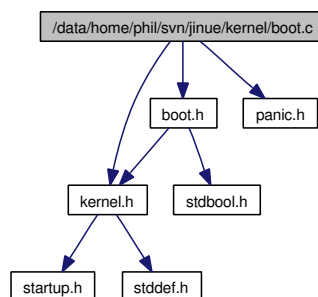 /data/home/phil/svn/jinue/kernel/boot.c
boot.h
panic.h
kernel.h
stdbool.h
startup.h
stddef.h